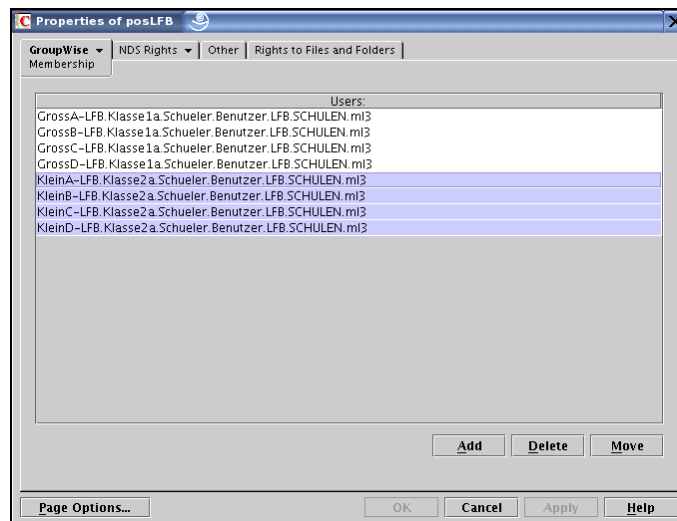 Properties of posLFB
GroupWise NDS Rights Other Rights to Files and Folders
Membership
Users:
GrossA-LFB.Klasse1a.Schueler.Benutzer.LFB.SCHULEN.ml3
GrossB-LFB.Klasse1a.Schueler.Benutzer.LFB.SCHULEN.ml3
GrossC-LFB.Klasse1a.Schueler.Benutzer.LFB.SCHULEN.ml3
GrossD-LFB.Klasse1a.Schueler.Benutzer.LFB.SCHULEN.ml3
KleinA-LFB.Klasse2a.Schueler.Benutzer.LFB.SCHULEN.ml3
KleinB-LFB.Klasse2a.Schueler.Benutzer.LFB.SCHULEN.ml3
KleinC-LFB.Klasse2a.Schueler.Benutzer.LFB.SCHULEN.ml3
KleinD-LFB.Klasse2a.Schueler.Benutzer.LFB.SCHULEN.ml3
Add Delete Move
Page Options... OK Cancel Apply Help